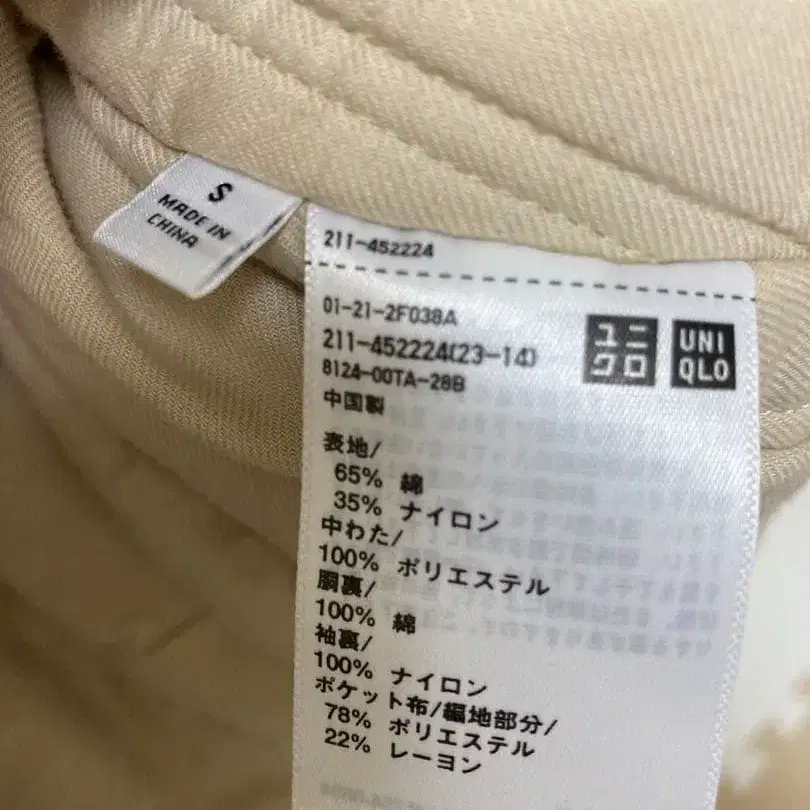 S
MADE IN
CHINA
211-452224
01-21-2F038A
211-452224(23-14)
8124-00TA-28B
中国製
ユニ
クロ
UNI
QLO
表地/
65% 綿
35% ナイロン
中わた/
100% ポリエステル
胴裏/
100% 綿
袖裏/
100% ナイロン
ポケット布/編地部分/
78% ポリエステル
22% レーヨン